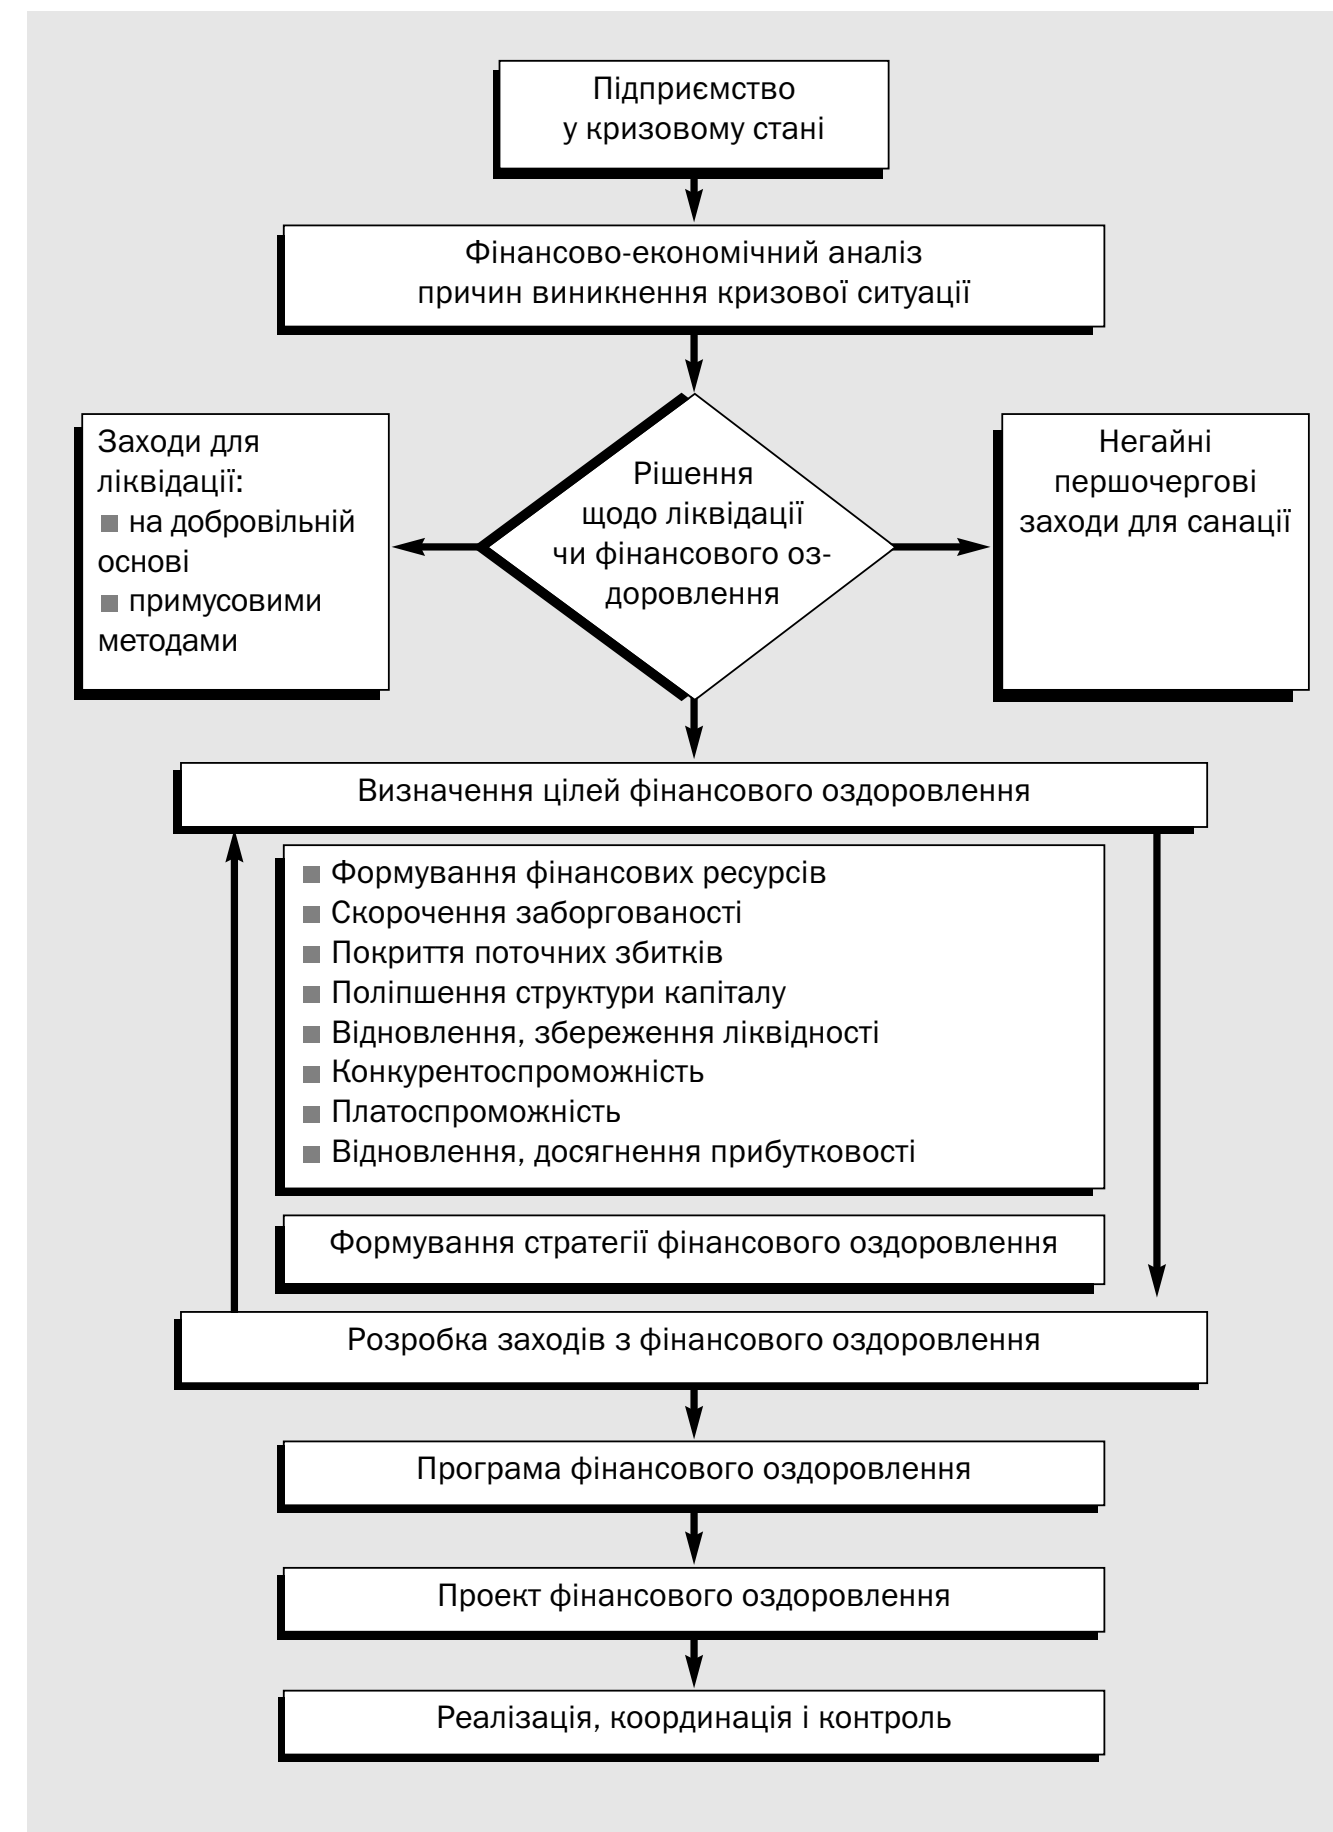 Підприємство
у кризовому стані
Фінансово-економічний аналіз
причин виникнення кризової ситуації
Заходи для
ліквідації:
■ на добровільній
основі
■ примусовими
методами
Рішення
щодо ліквідації
чи фінансового оз-
доровлення
Негайні
першочергові
заходи для санації
Визначення цілей фінансового оздоровлення
■ Формування фінансових ресурсів
■ Скорочення заборгованості
■ Покриття поточних збитків
■ Поліпшення структури капіталу
■ Відновлення, збереження ліквідності
■ Конкурентоспроможність
■ Платоспроможність
■ Відновлення, досягнення прибутковості
Формування стратегії фінансового оздоровлення
Розробка заходів з фінансового оздоровлення
Програма фінансового оздоровлення
Проект фінансового оздоровлення
Реалізація, координація і контроль